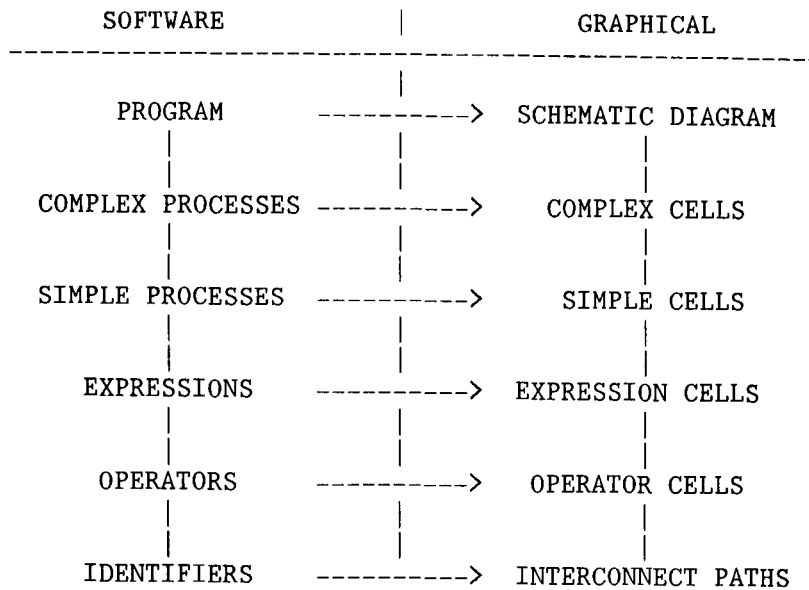 SOFTWARE | GRAPHICAL
PROGRAM ----------> SCHEMATIC DIAGRAM
COMPLEX PROCESSES ----------> COMPLEX CELLS
SIMPLE PROCESSES ----------> SIMPLE CELLS
EXPRESSIONS ----------> EXPRESSION CELLS
OPERATORS ----------> OPERATOR CELLS
IDENTIFIERS ----------> INTERCONNECT PATHS